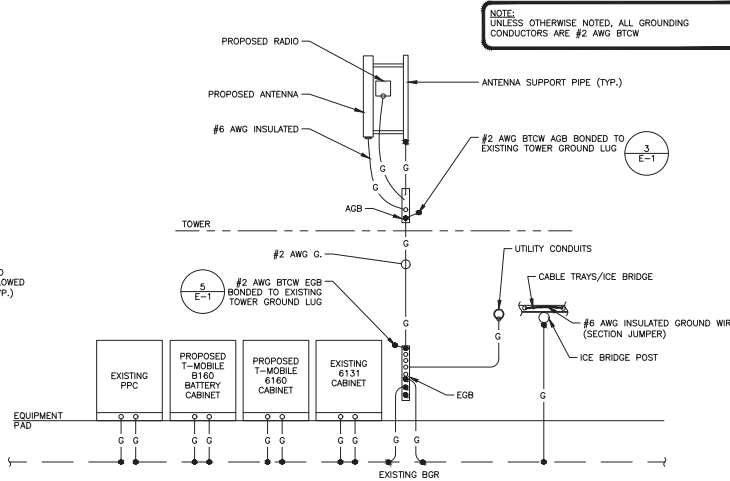 NOTE:
UNLESS OTHERWISE NOTED, ALL GROUNDING
CONDUCTORS ARE #2 AWG BTCW
PROPOSED RADIO
ANTENNA SUPPORT PIPE (TYP.)
PROPOSED ANTENNA
#6 AWG INSULATED
#2 AWG BTCW AGB BONDED TO
EXISTING TOWER GROUND LUG
3
E-1
G
G
G
AGB
TOWER
G
#2 AWG G.
UTILITY CONDUITS
CABLE TRAYS/ICE BRIDGE
5
E-1
#2 AWG BTCW EGB
BONDED TO EXISTING
TOWER GROUND LUG
YP.)
G
#6 AWG INSULATED GROUND WIR
(SECTION JUMPER)
G
ICE BRIDGE POST
EXISTING
PPC
PROPOSED
T-MOBILE
B160
BATTERY
CABINET
PROPOSED
T-MOBILE
6160
CABINET
EXISTING
6131
CABINET
EGB
G
EQUIPMENT
PAD
G G
G G
G G
G G
G G
EXISTING BGR